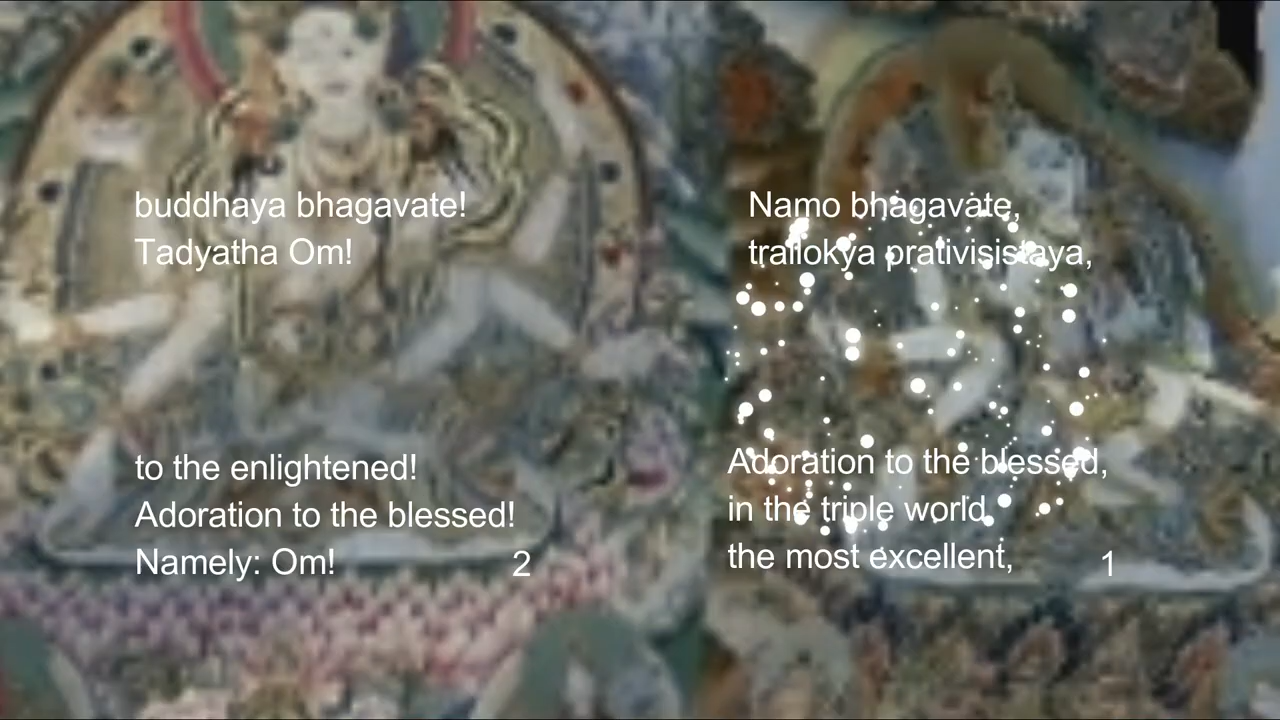 Namo bhagavate,
trailokya prativisistaya,
Adoration to the blessed,
in the triple world
the most excellent,
1
buddhaya bhagavate!
Tadyatha Om!
to the enlightened!
Adoration to the blessed!
Namely: Om!
2